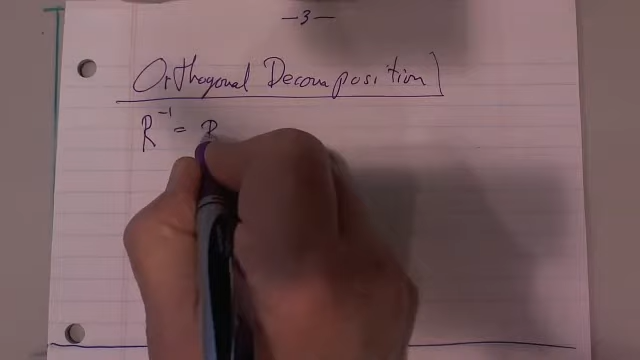 —3—
Orthogonal Decomposition
R⁻¹ = R